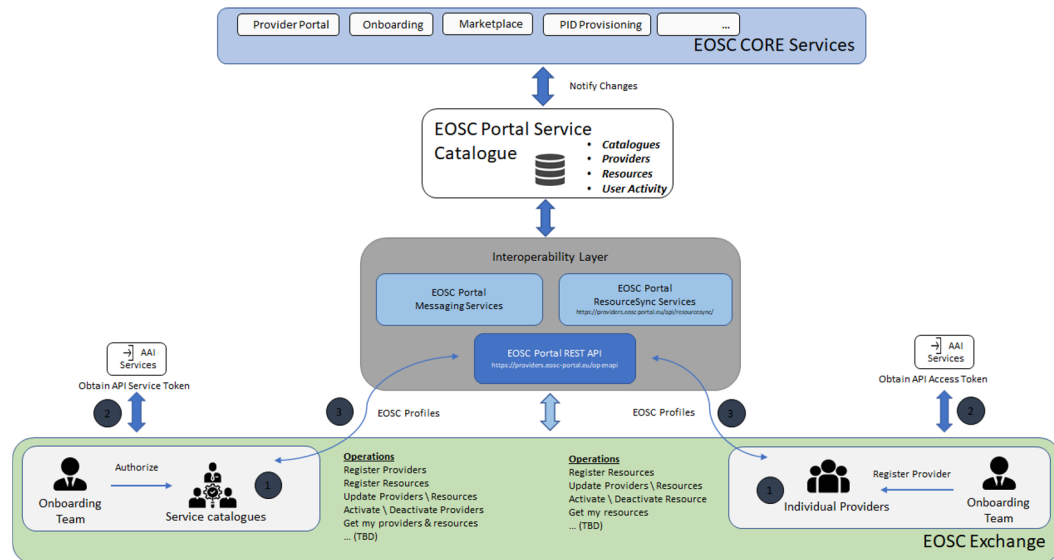 Provider Portal
Onboarding
Marketplace
PID Provisioning
...
EOSC CORE Services
Notify Changes
EOSC Portal Service
Catalogue
• Catalogues
• Providers
• Resources
• User Activity
Interoperability Layer
EOSC Portal
Messaging Services
EOSC Portal
ResourceSync Services
https://providers.eosc.portal.eu/api/resourcesync/
EOSC Portal REST API
https://providers.eosc-portal.eu/openapi
AAI
Services
Obtain API Service Token
2
3
EOSC Profiles
AAI
Services
Obtain API Access Token
2
3
EOSC Profiles
Onboarding
Team
Authorize
Service catalogues
1
Operations
Register Providers
Register Resources
Update Providers \ Resources
Activate \ Deactivate Providers
Get my providers & resources
... (TBD)
Operations
Register Resources
Update Providers \ Resources
Activate \ Deactivate Resource
Get my resources
... (TBD)
1
Individual Providers
Register Provider
Onboarding
Team
EOSC Exchange